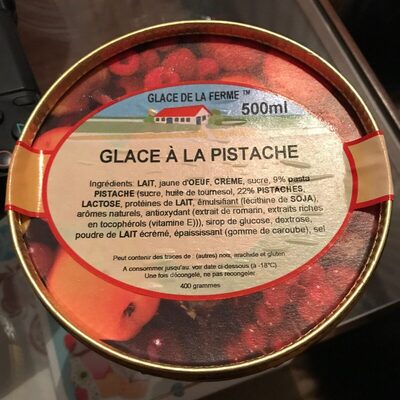 GLACE DE LA FERME ™
500ml
GLACE À LA PISTACHE
Ingrédients: LAIT, jaune d'OEUF, CRÈME, sucre, 9% pasta
PISTACHE (sucre, huile de tournesol, 22% PISTACHES,
LACTOSE, protéines de LAIT, émulsifiant (lécithine de SOJA),
arômes naturels, antioxydant (extrait de romarin, extraits riches
en tocophérols (vitamine E))), sirop de glucose, dextrose,
poudre de LAIT écrémé, épaississant (gomme de caroube), sel
Peut contenir des traces de : (autres) noix, arachide et gluten
A consommer jusqu'au: voir date ci-dessous (à -18°C)
Une fois décongelé, ne pas recongeler
400 grammes